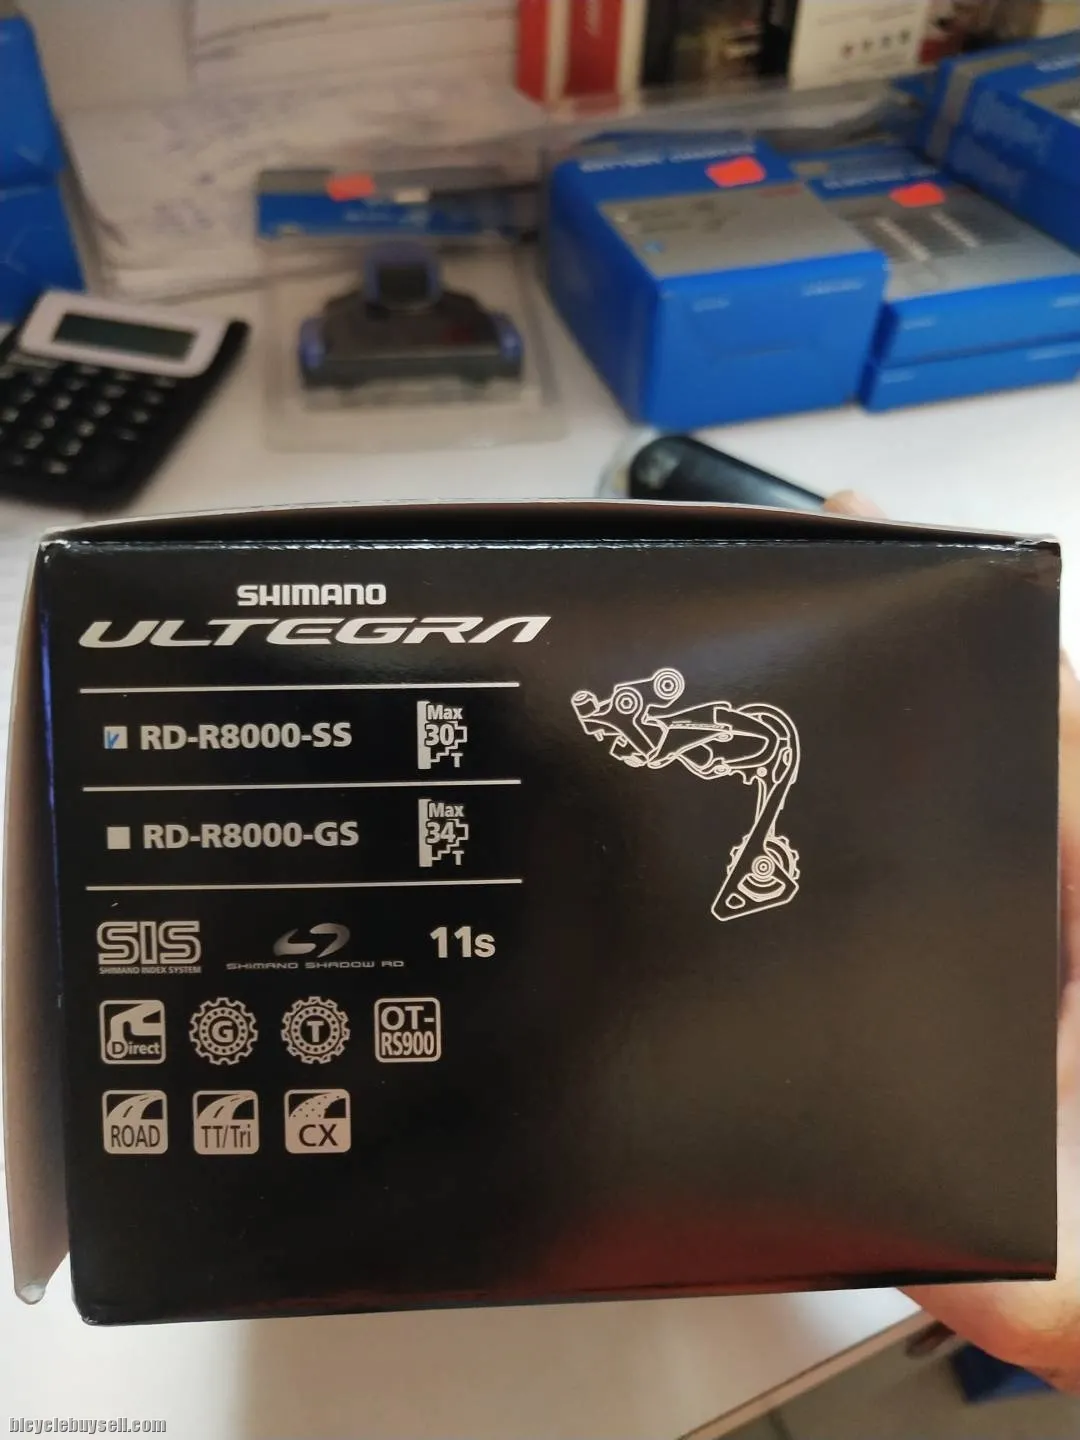 SHIMANO
ULTEGRA
RD-R8000-SS
Max
30
T
RD-R8000-GS
Max
34
T
SIS
SHIMANO INDEX SYSTEM
SHIMANO SHADOW RD
11s
Direct
G
T
OT-
RS900
ROAD
TT/Tri
CX
bicyclebuysell.com